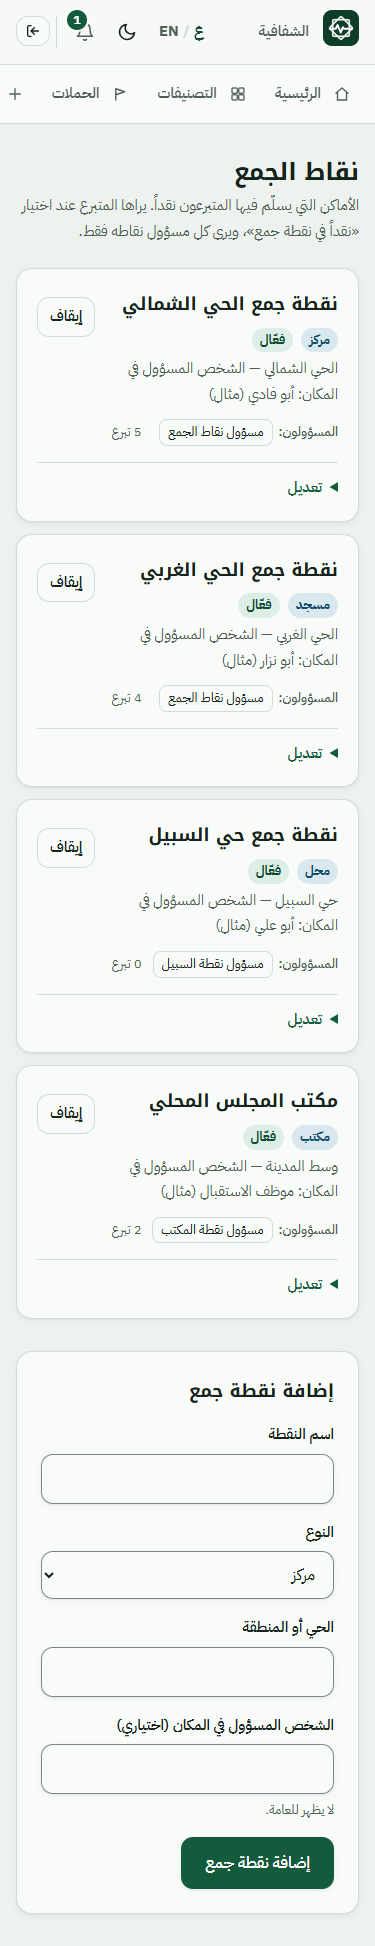 الشفافية
ع / EN
1
الرئيسية
التصنيفات
الحملات
نقاط الجمع
الأماكن التي يسلّم فيها المتبرعون نقداً. يراها المتبرع عند اختيار
«نقداً في نقطة جمع»، ويرى كل مسؤول نقاطه فقط.
نقطة جمع الحي الشمالي
إيقاف
مركز
فعّال
الحي الشمالي — الشخص المسؤول في
المكان: أبو فادي (مثال)
المسؤولون: مسؤول نقاط الجمع 5 تبرع
تعديل
نقطة جمع الحي الغربي
إيقاف
مسجد
فعّال
الحي الغربي — الشخص المسؤول في
المكان: أبو نزار (مثال)
المسؤولون: مسؤول نقاط الجمع 4 تبرع
تعديل
نقطة جمع حي السبيل
إيقاف
محل
فعّال
حي السبيل — الشخص المسؤول في
المكان: أبو علي (مثال)
المسؤولون: مسؤول نقطة السبيل 0 تبرع
تعديل
مكتب المجلس المحلي
إيقاف
مكتب
فعّال
وسط المدينة — الشخص المسؤول في
المكان: موظف الاستقبال (مثال)
المسؤولون: مسؤول نقطة المكتب 2 تبرع
تعديل
إضافة نقطة جمع
اسم النقطة
النوع
مركز
الحي أو المنطقة
الشخص المسؤول في المكان (اختياري)
لا يظهر للعامة.
إضافة نقطة جمع